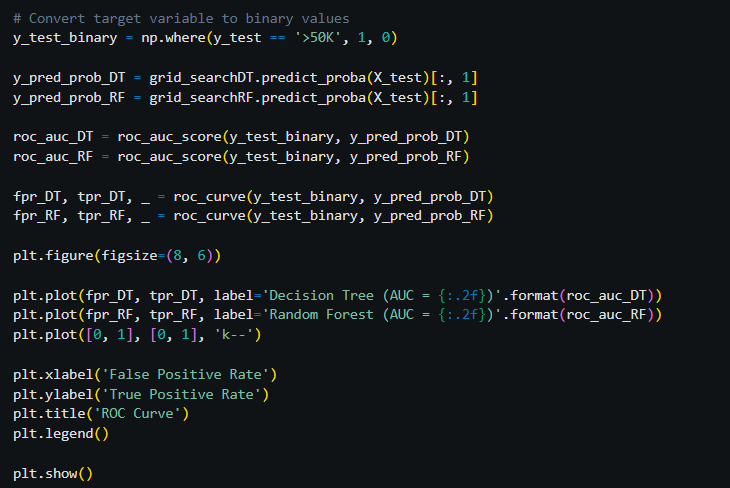 # Convert target variable to binary values
y_test_binary = np.where(y_test == '>50K', 1, 0)
y_pred_prob_DT = grid_searchDT.predict_proba(X_test)[:, 1]
y_pred_prob_RF = grid_searchRF.predict_proba(X_test)[:, 1]
roc_auc_DT = roc_auc_score(y_test_binary, y_pred_prob_DT)
roc_auc_RF = roc_auc_score(y_test_binary, y_pred_prob_RF)
fpr_DT, tpr_DT, _ = roc_curve(y_test_binary, y_pred_prob_DT)
fpr_RF, tpr_RF, _ = roc_curve(y_test_binary, y_pred_prob_RF)
plt.figure(figsize=(8, 6))
plt.plot(fpr_DT, tpr_DT, label='Decision Tree (AUC = {:.2f})'.format(roc_auc_DT))
plt.plot(fpr_RF, tpr_RF, label='Random Forest (AUC = {:.2f})'.format(roc_auc_RF))
plt.plot([0, 1], [0, 1], 'k--')
plt.xlabel('False Positive Rate')
plt.ylabel('True Positive Rate')
plt.title('ROC Curve')
plt.legend()
plt.show()